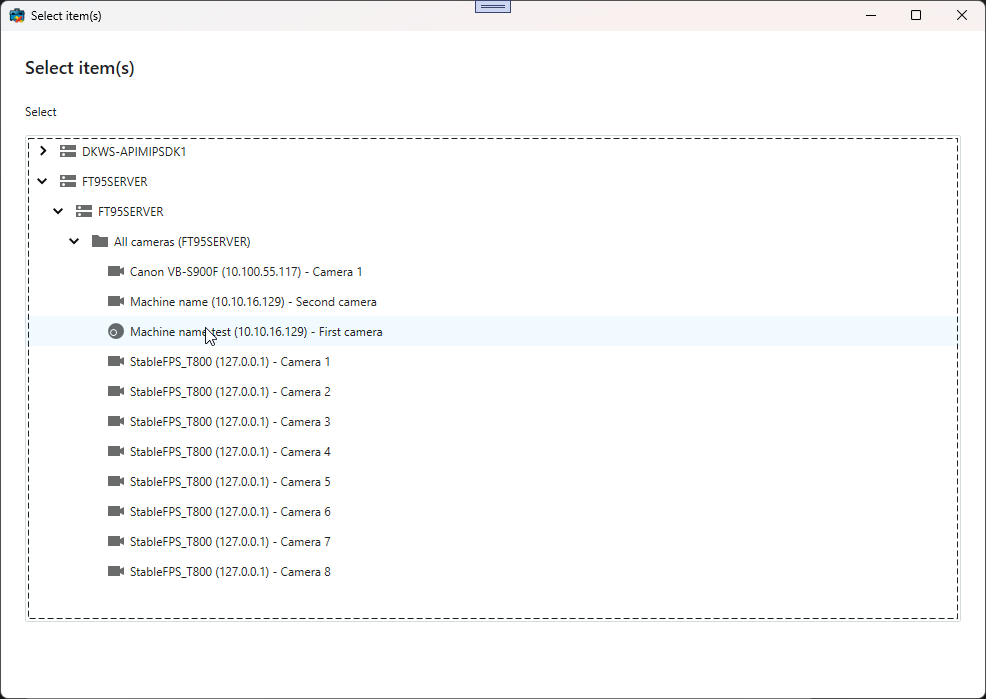 Select item(s)
Select item(s)
Select
DKWS-APIMIPSDK1
FT95SERVER
FT95SERVER
All cameras (FT95SERVER)
Canon VB-S900F (10.100.55.117) - Camera 1
Machine name (10.10.16.129) - Second camera
Machine name test (10.10.16.129) - First camera
StableFPS_T800 (127.0.0.1) - Camera 1
StableFPS_T800 (127.0.0.1) - Camera 2
StableFPS_T800 (127.0.0.1) - Camera 3
StableFPS_T800 (127.0.0.1) - Camera 4
StableFPS_T800 (127.0.0.1) - Camera 5
StableFPS_T800 (127.0.0.1) - Camera 6
StableFPS_T800 (127.0.0.1) - Camera 7
StableFPS_T800 (127.0.0.1) - Camera 8